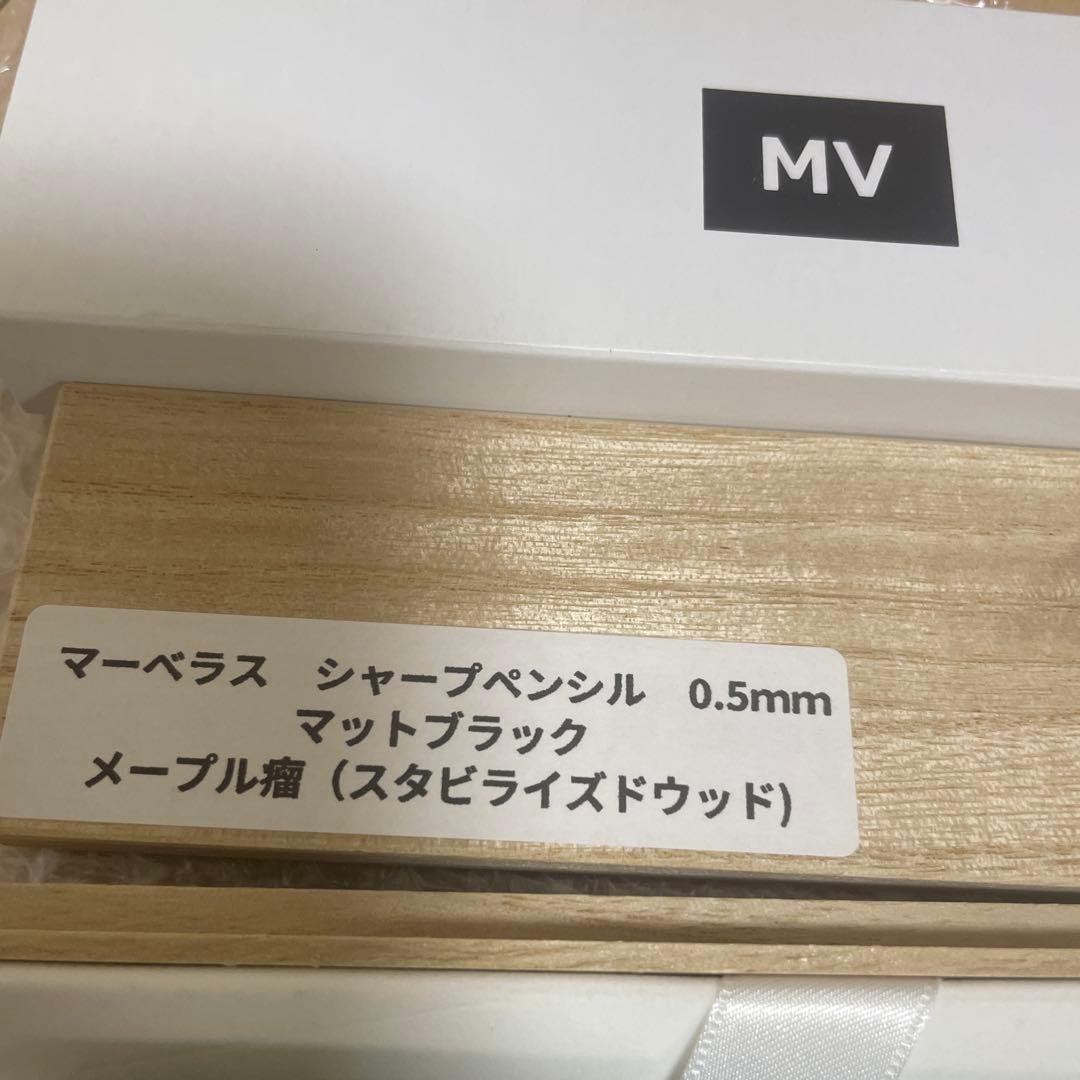 MV
マーベラス　シャープペンシル　0.5mm
マットブラック
メープル瘤（スタビライズドウッド)